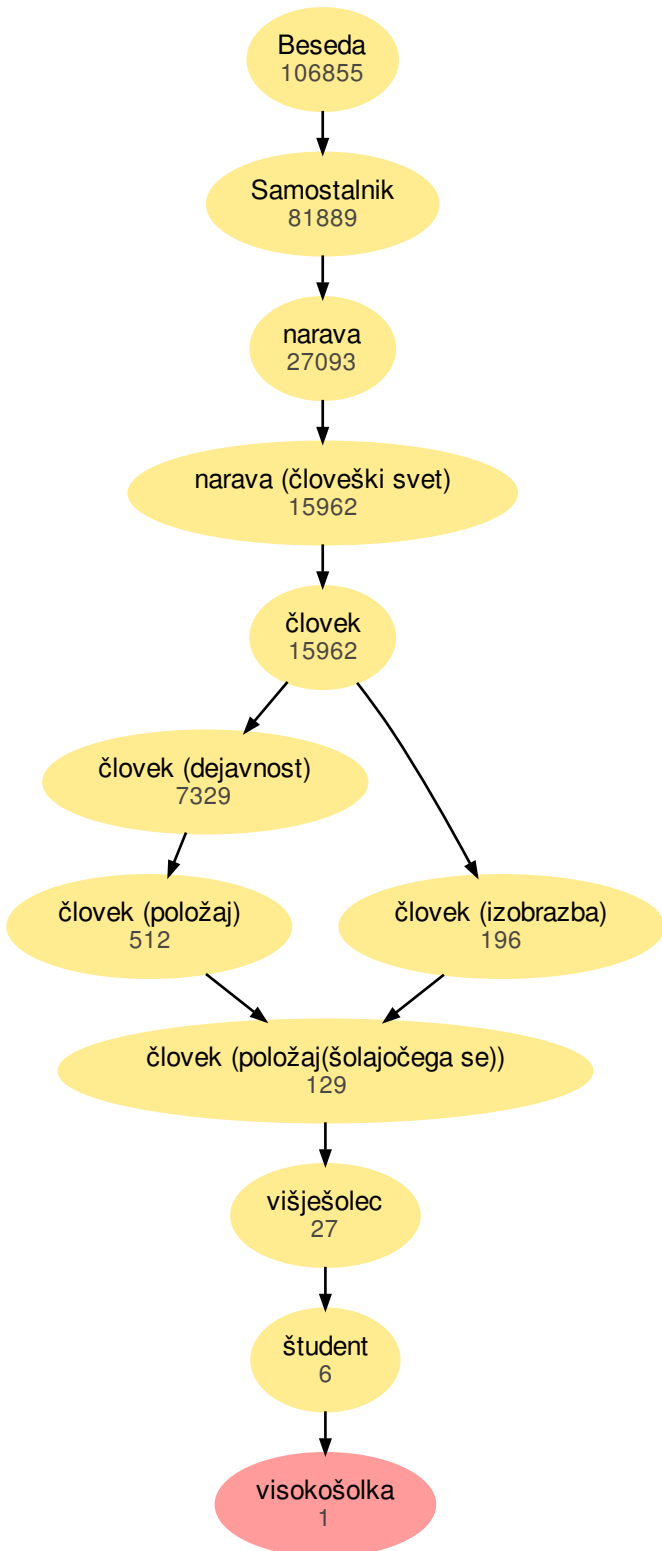 Beseda
106855
Samostalnik
81889
narava
27093
narava (človeški svet)
15962
človek
15962
človek (dejavnost)
7329
človek (položaj)
512
človek (izobrazba)
196
človek (položaj(šolajočega se))
129
višješolec
27
študent
6
visokošolka
1